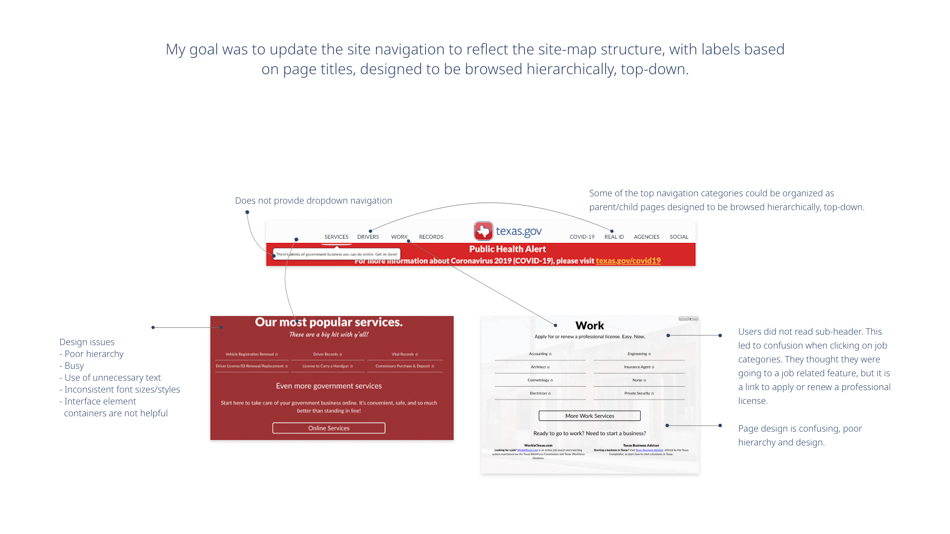 My goal was to update the site navigation to reflect the site-map structure, with labels based
on page titles, designed to be browsed hierarchically, top-down.
Does not provide dropdown navigation
Some of the top navigation categories could be organized as
parent/child pages designed to be browsed hierarchically, top-down.
SERVICES DRIVERS WORK RECORDS texas.gov COVID-19 REAL ID AGENCIES SOCIAL
Public Health Alert
There's plenty of government business you can do online. Get to done!
For more information about Coronavirus 2019 (COVID-19), please visit texas.gov/covid19
Design issues
- Poor hierarchy
- Busy
- Use of unnecessary text
- Inconsistent font sizes/styles
- Interface element
containers are not helpful
Our most popular services.
These are a big hit with y'all!
Vehicle Registration Renewal Driver Records Vital Records
Driver License/ID Renewal/Replacement License to Carry a Handgun Commissary Purchase & Deposit
Even more government services
Start here to take care of your government business online. It's convenient, safe, and so much
better than standing in line!
Online Services
Work
Apply for or renew a professional license. Easy. Now.
Accounting Engineering
Architect Insurance Agent
Cosmetology Nurse
Electrician Private Security
More Work Services
Ready to go to work? Need to start a business?
WorkInTexas.com Texas Business Advisor
Users did not read sub-header. This
led to confusion when clicking on job
categories. They thought they were
going to a job related feature, but it is
a link to apply or renew a professional
license.
Page design is confusing, poor
hierarchy and design.